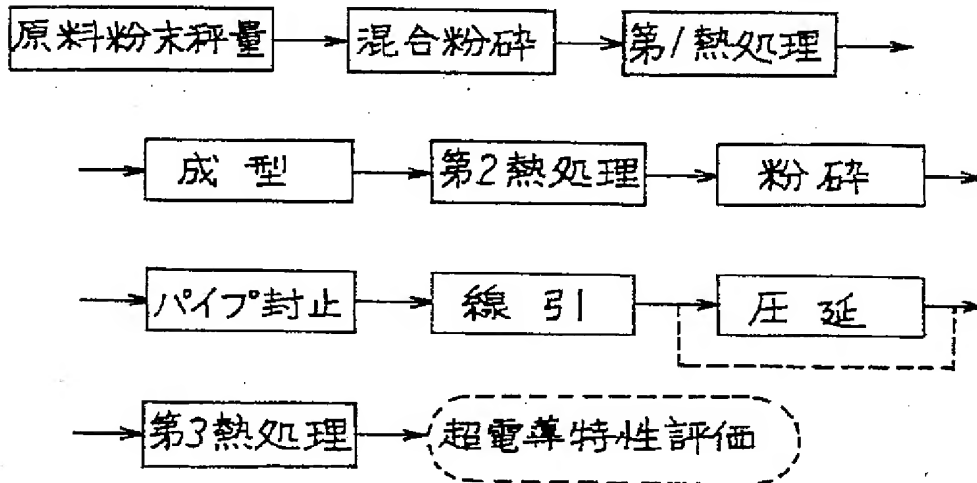 原料粉末秤量 混合粉砕 第1熱処理
成型 第2熱処理 粉砕
パイプ封止 線引 圧延
第3熱処理 超電導特性評価